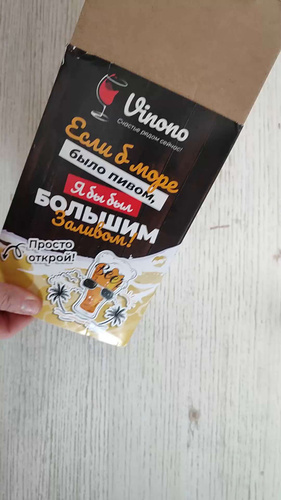 Vinono
Счастье рядом сейчас!
Если б море
было пивом,
Я бы был
БОЛЬШИМ
Заливом!
Просто
открой!